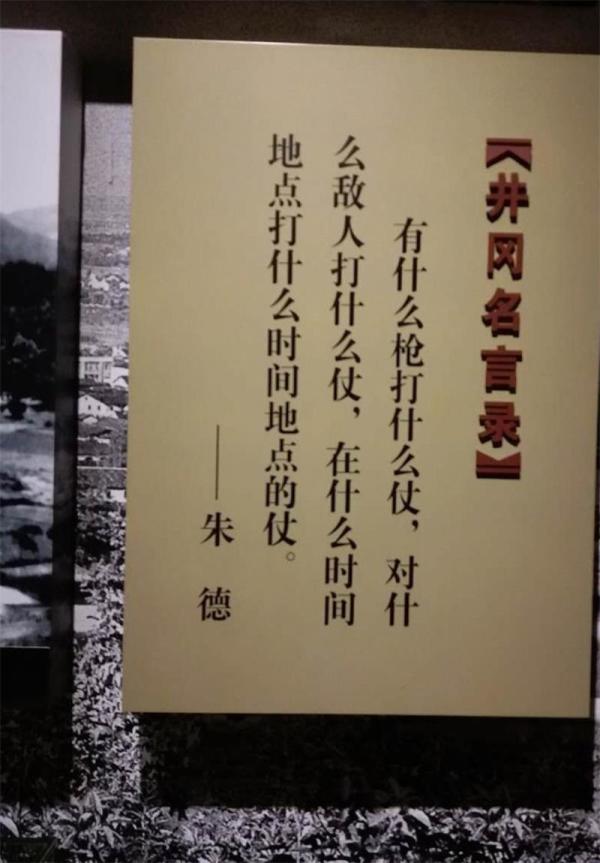 【井冈名言录】
有什么枪打什么仗，对什
么敌人打什么仗，在什么时间
地点打什么时间地点的仗。
——朱德